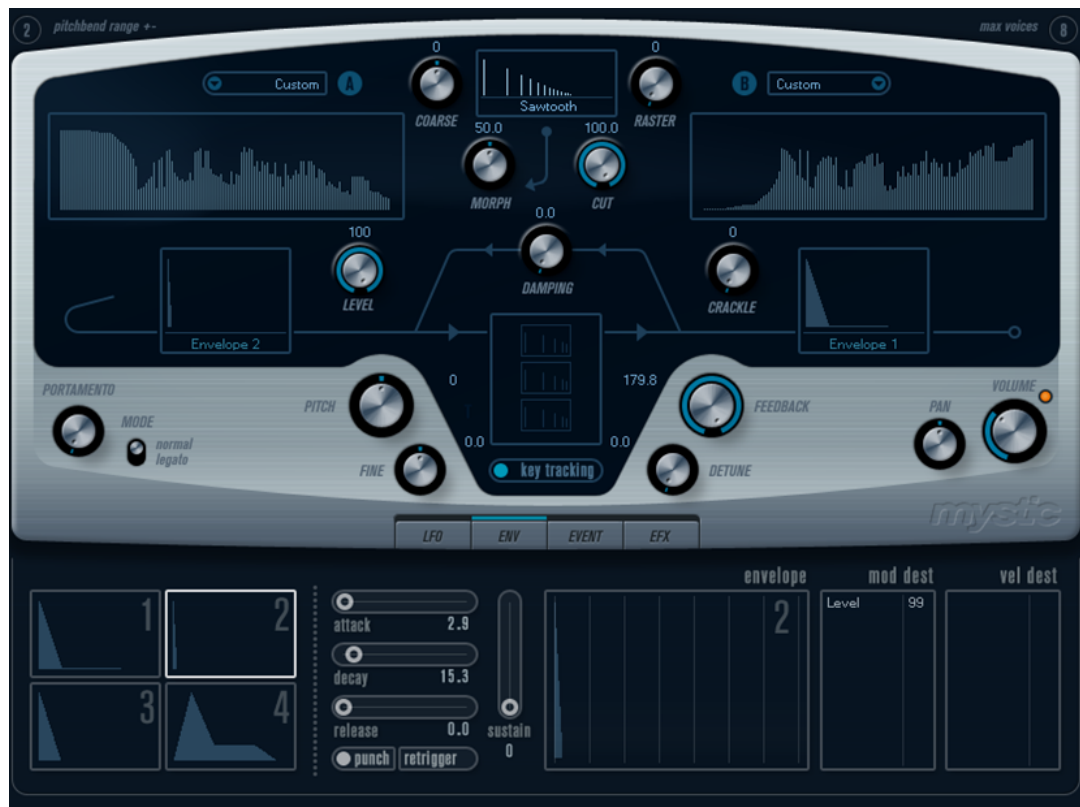 2 pitchbend range +-
max voices 8
0
0
Custom A
B Custom
Sawtooth
COARSE
RASTER
50.0
100.0
MORPH
CUT
0.0
100
0
DAMPING
LEVEL
CRACKLE
Envelope 2
Envelope 1
0
179.8
PORTAMENTO
VOLUME
PITCH
FEEDBACK
PAN
MODE
normal
legato
0.0
0.0
FINE
key tracking
DETUNE
mystic
LFO ENV EVENT EFX
envelope
mod dest
vel dest
1
2
3
4
attack 2.9
decay 15.3
release 0.0
sustain
0
punch retrigger
2
Level 99